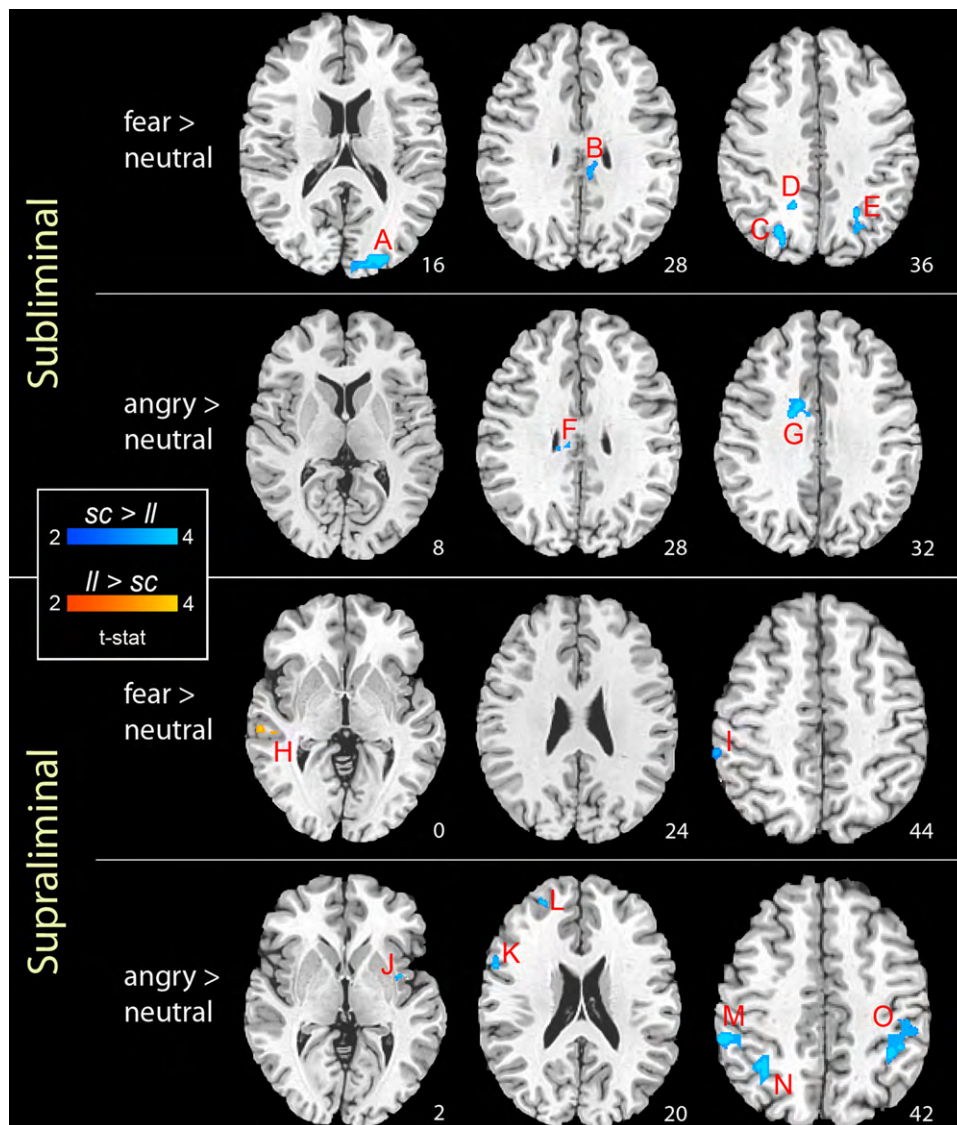 Subliminal
fear >
neutral
A
16
B
28
D
C
E
36
angry >
neutral
8
F
28
G
32
sc > ll
2 4
ll > sc
2 4
t-stat
Supraliminal
fear >
neutral
H
0
24
I
44
angry >
neutral
J
2
L
K
20
M
O
N
42